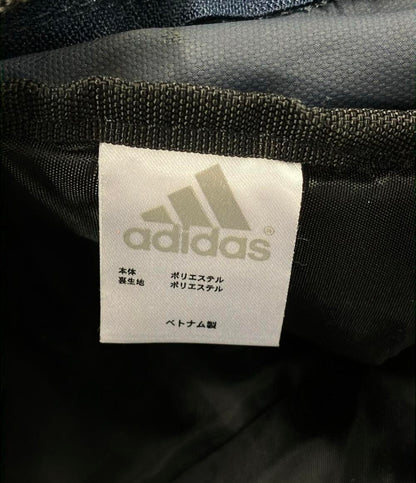 adidas®
本体 ポリエステル
裏生地 ポリエステル
ベトナム製